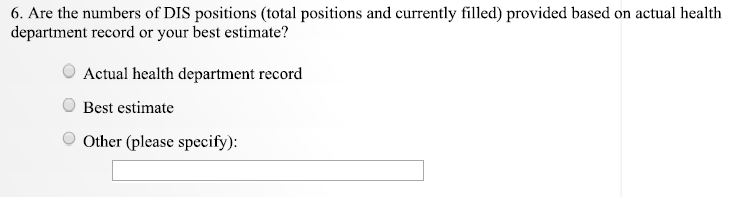 6. Are the numbers of DIS positions (total positions and currently filled) provided based on actual health
department record or your best estimate?
Actual health department record
Best estimate
Other (please specify):